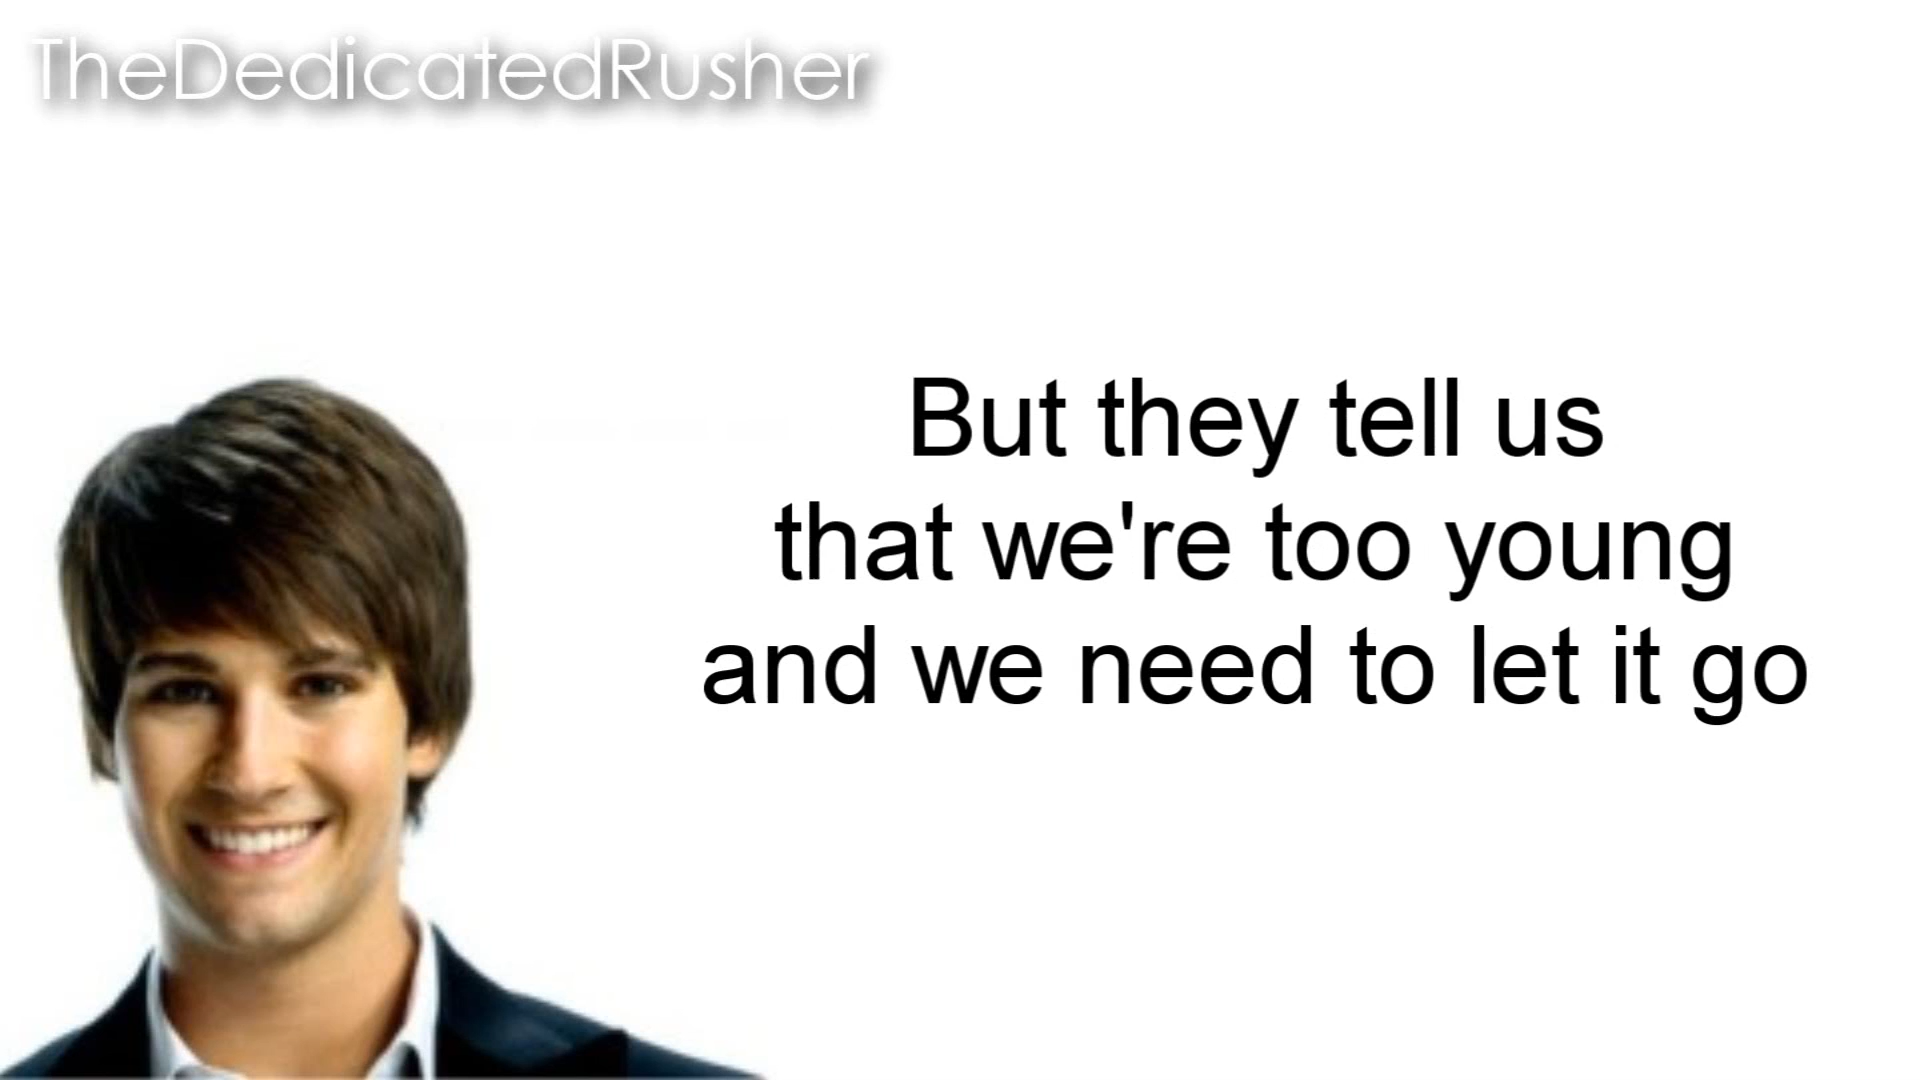 TheDedicatedRusher
But they tell us
that we're too young
and we need to let it go